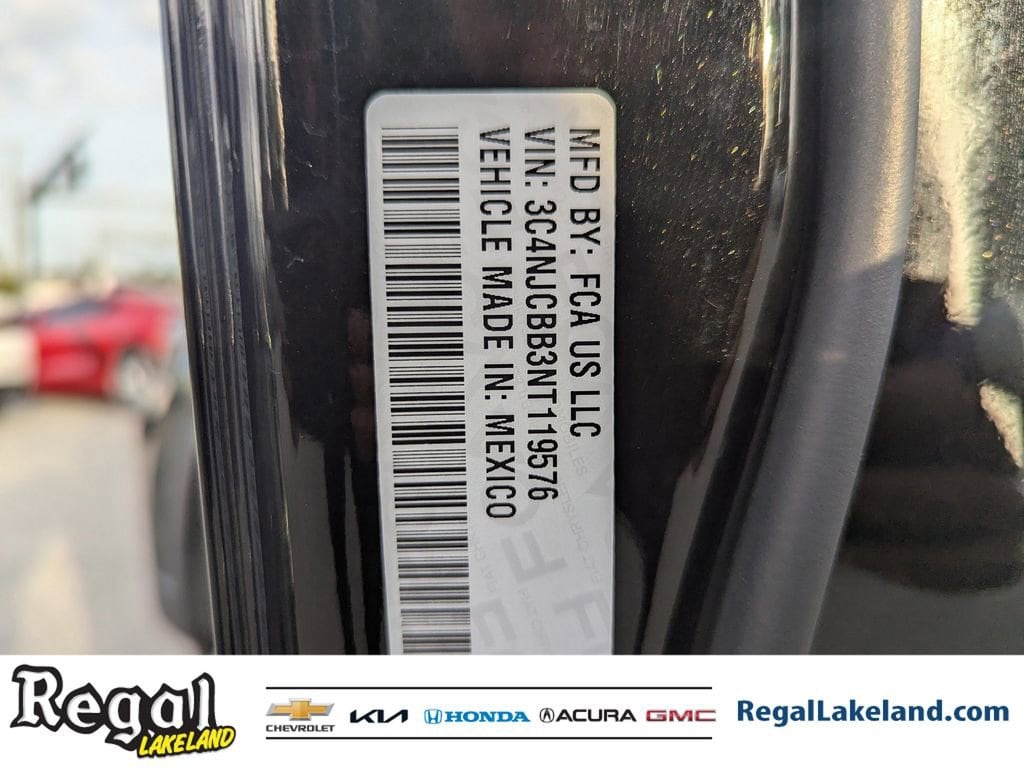 MFD BY: FCA US LLC
VIN: 3C4NJCBB3NT119576
VEHICLE MADE IN: MEXICO
Regal
LAKELAND
CHEVROLET
KIA
HONDA
ACURA
GMC
RegalLakeland.com